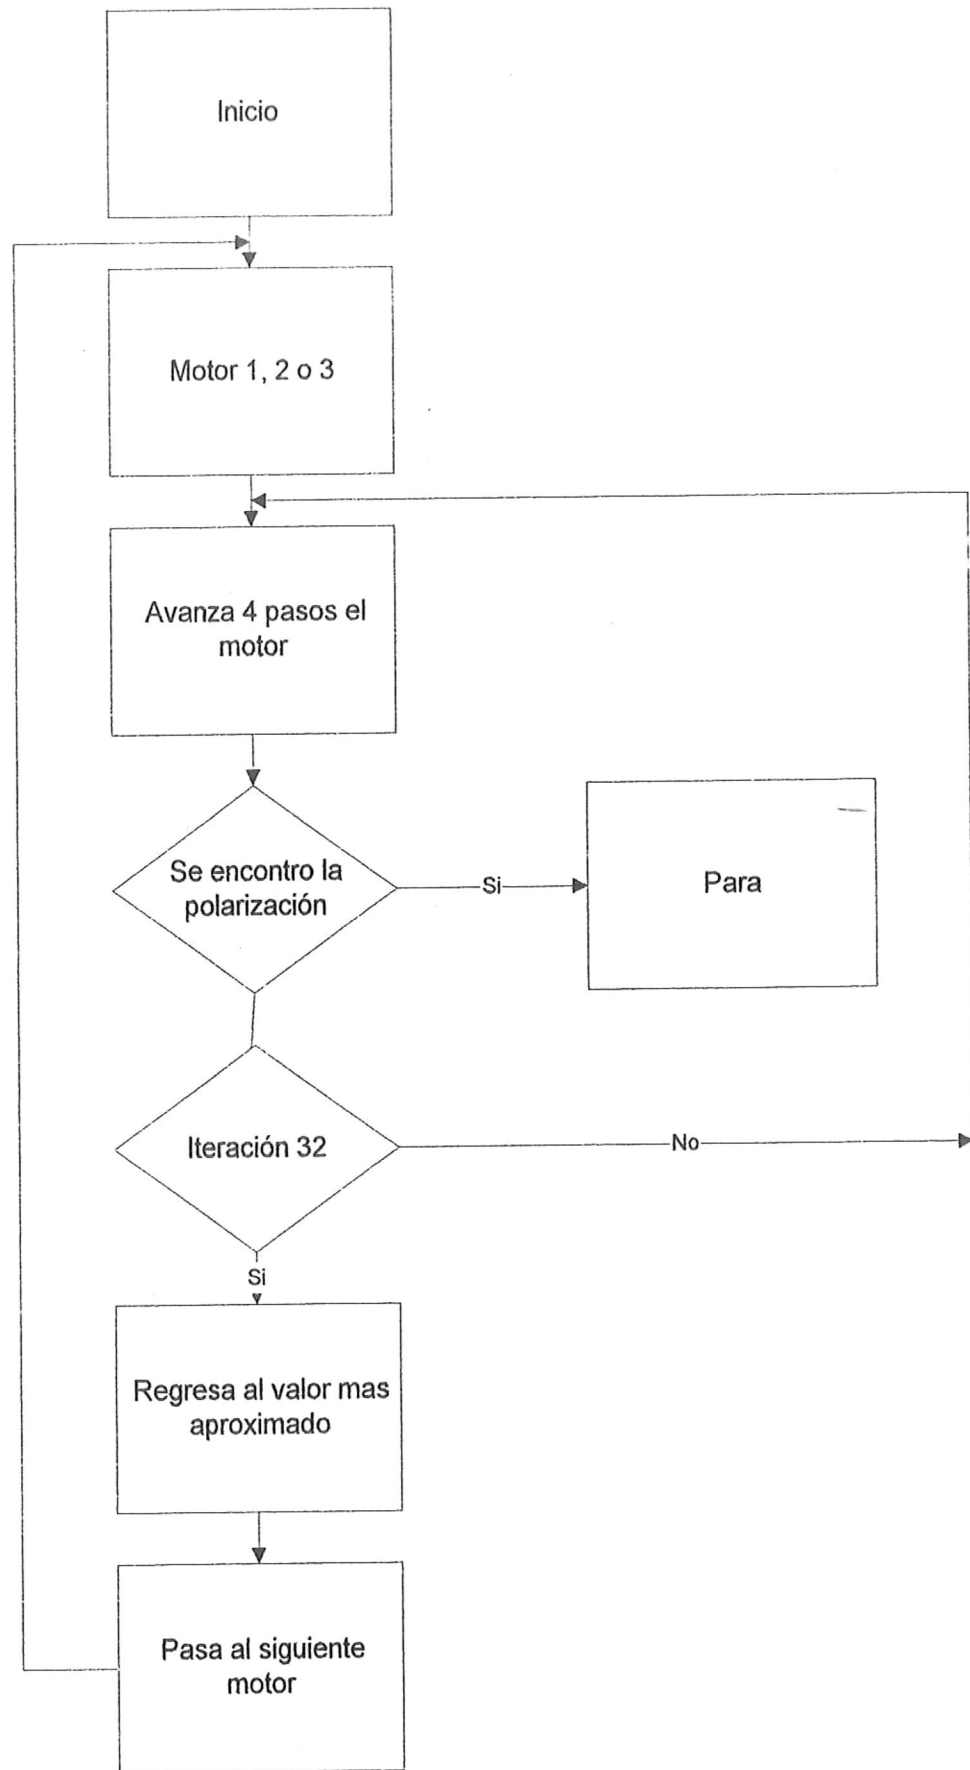 Inicio
Motor 1, 2 o 3
Avanza 4 pasos el
motor
Se encontro la
polarización
Si
Para
Iteración 32
No
Si
Regresa al valor mas
aproximado
Pasa al siguiente
motor